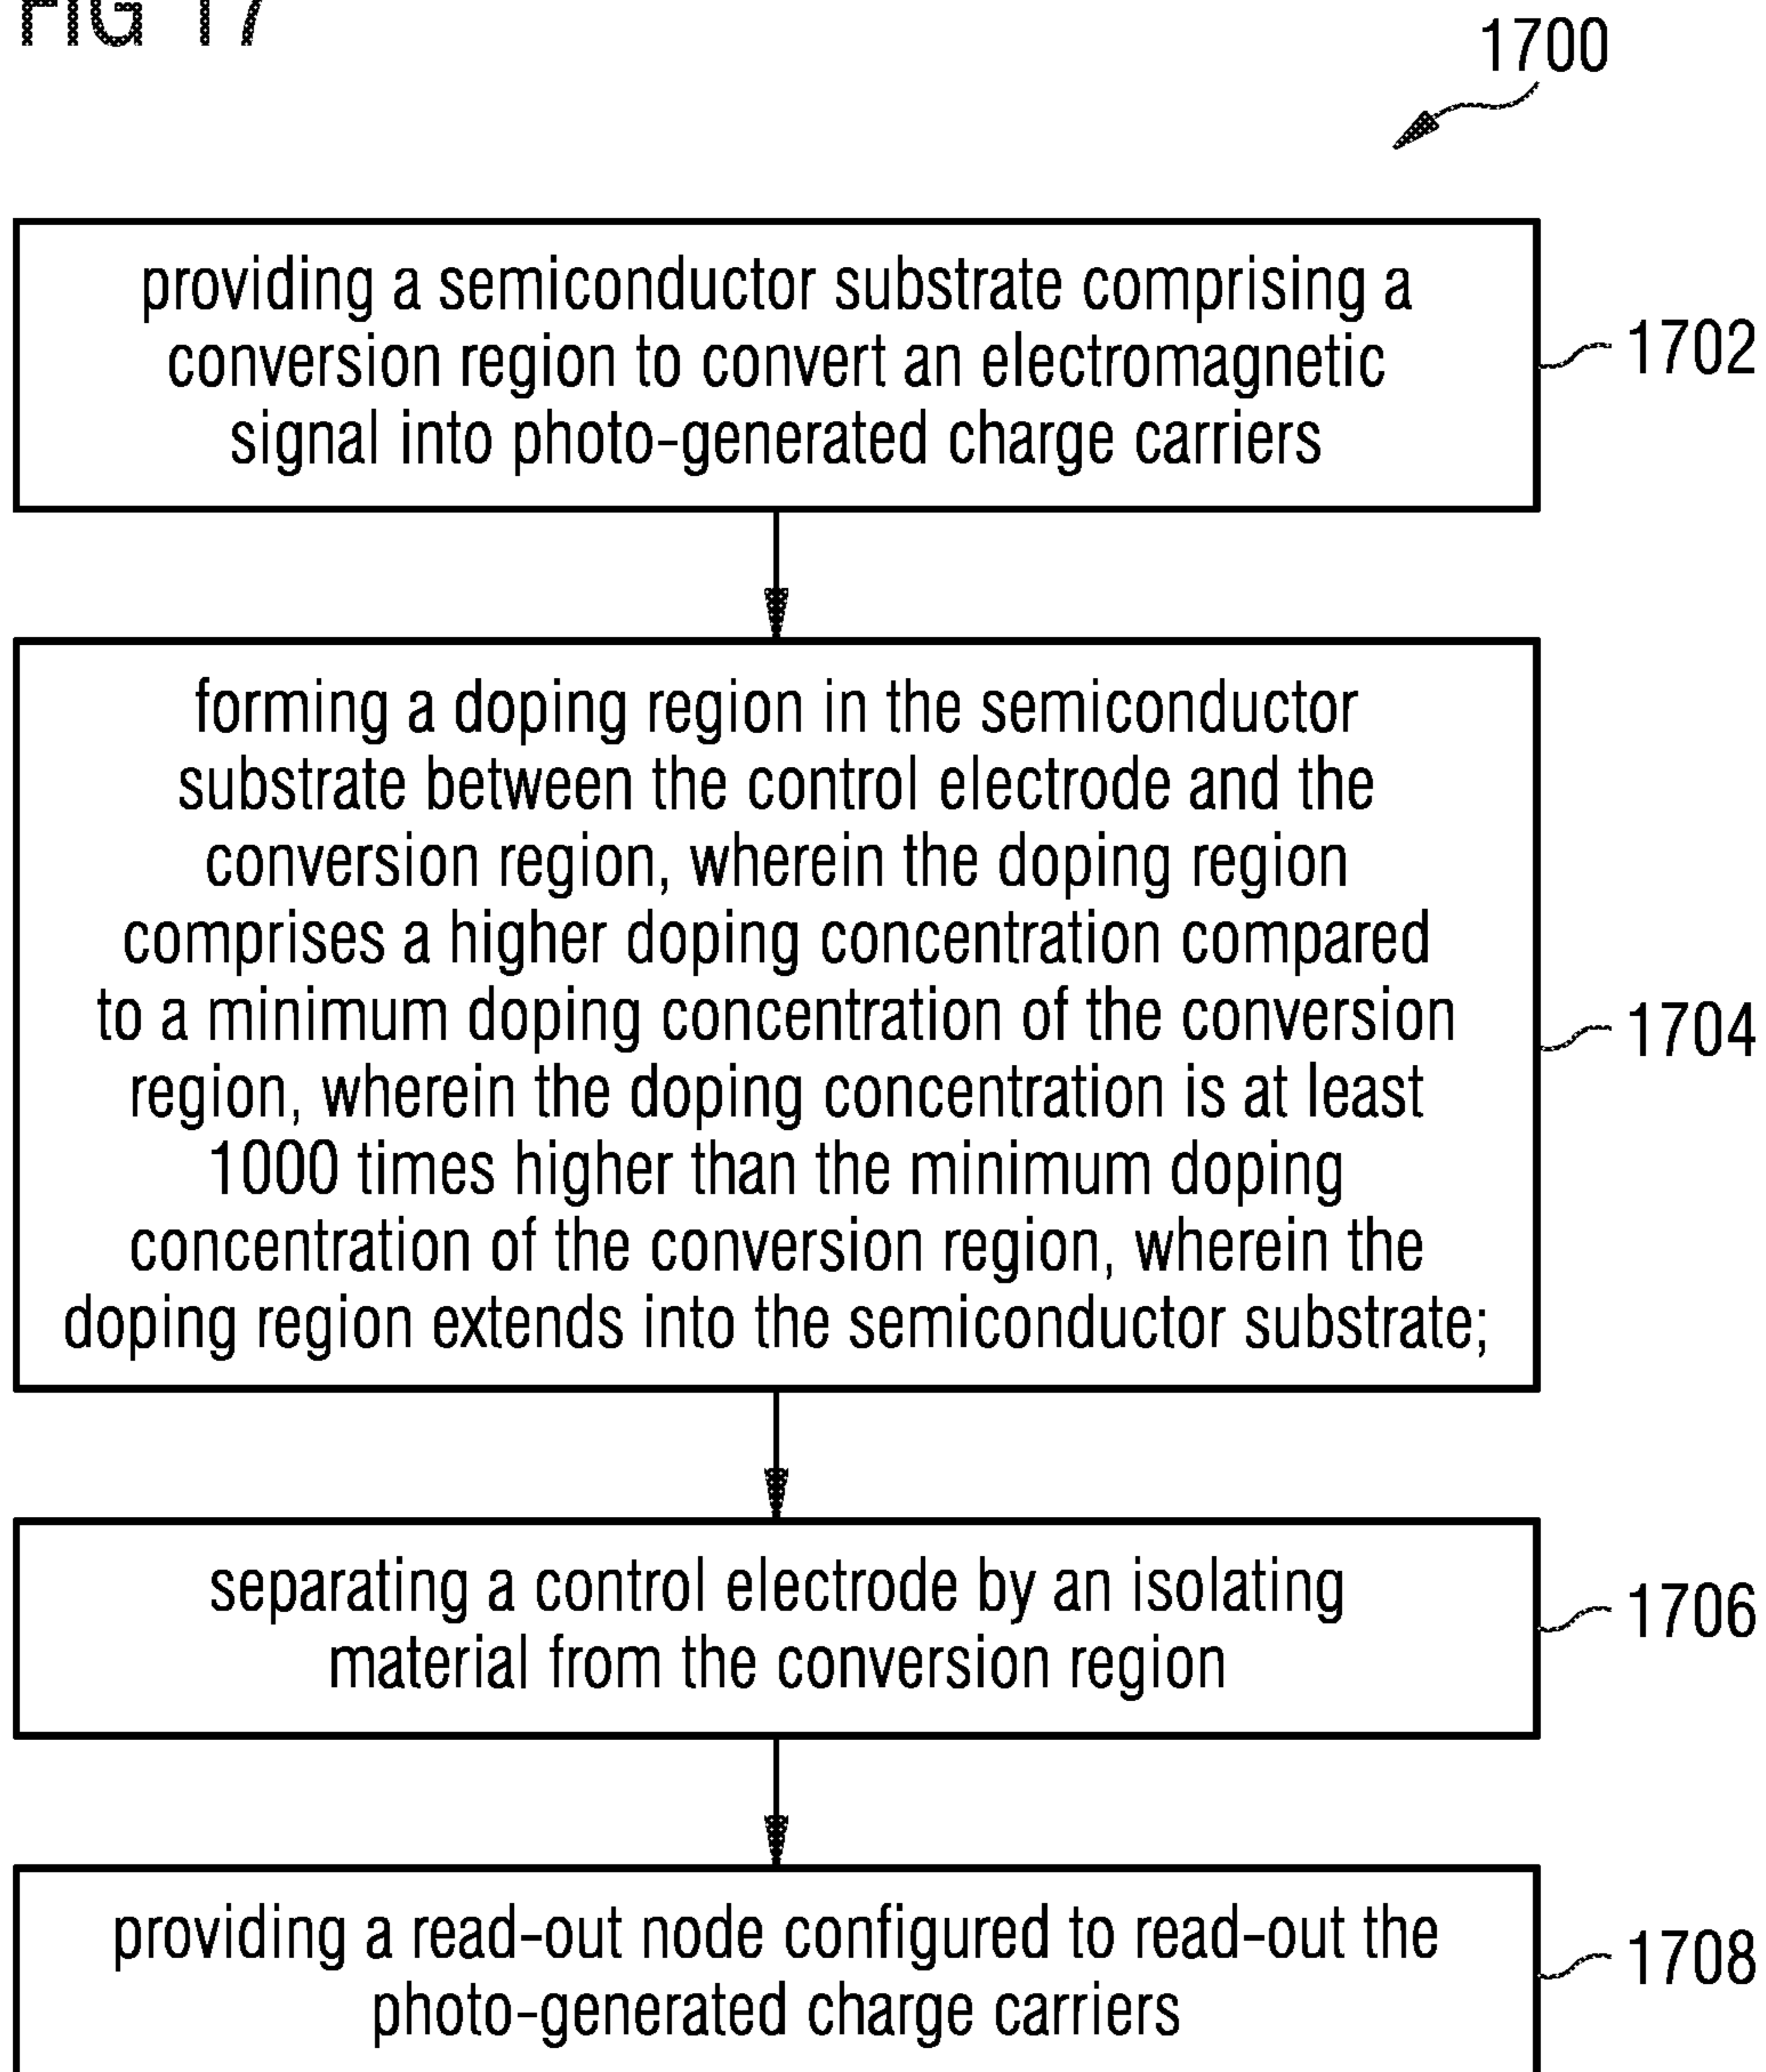 FIG 17
1700
providing a semiconductor substrate comprising a
conversion region to convert an electromagnetic
signal into photo-generated charge carriers
1702
forming a doping region in the semiconductor
substrate between the control electrode and the
conversion region, wherein the doping region
comprises a higher doping concentration compared
to a minimum doping concentration of the conversion
region, wherein the doping concentration is at least
1000 times higher than the minimum doping
concentration of the conversion region, wherein the
doping region extends into the semiconductor substrate;
1704
separating a control electrode by an isolating
material from the conversion region
1706
providing a read-out node configured to read-out the
photo-generated charge carriers
1708